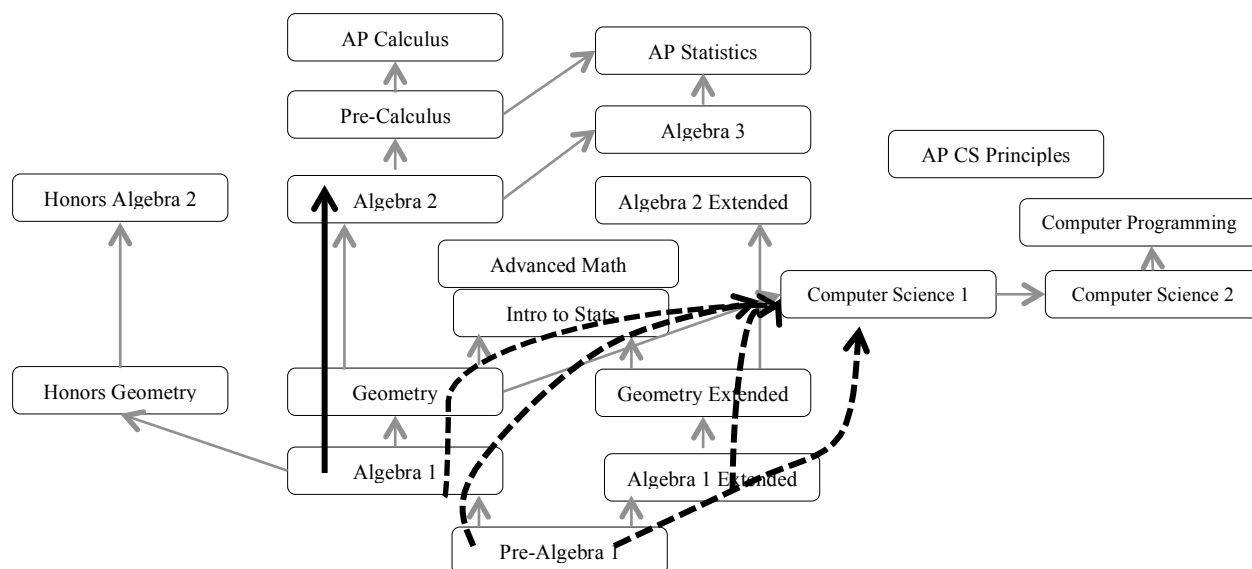 AP Calculus
AP Statistics
Pre-Calculus
Algebra 3
AP CS Principles
Honors Algebra 2
Algebra 2
Algebra 2 Extended
Computer Programming
Advanced Math
Computer Science 1
Computer Science 2
Intro to Stats
Honors Geometry
Geometry
Geometry Extended
Algebra 1
Algebra 1 Extended
Pre-Algebra 1